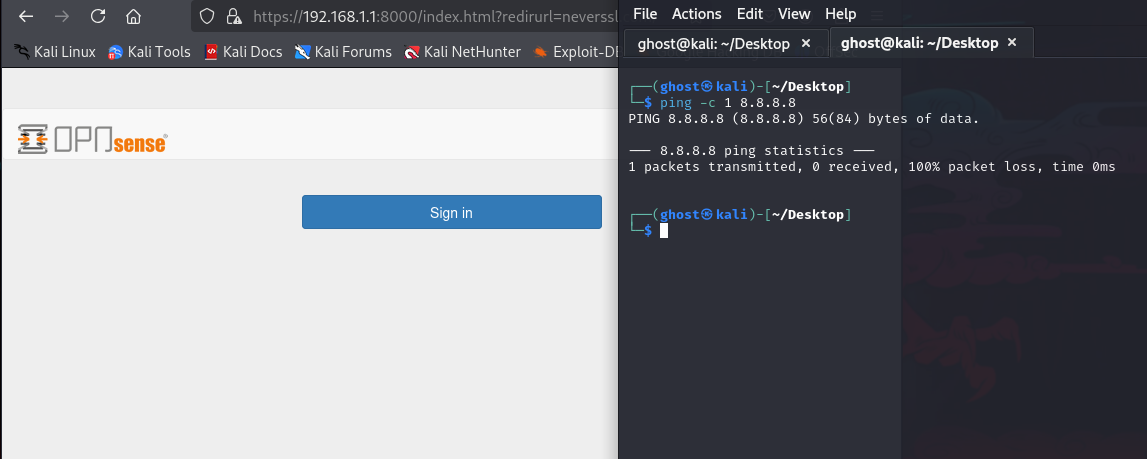 https://192.168.1.1:8000/index.html?redirurl=neverssl
Kali Linux Kali Tools Kali Docs Kali Forums Kali NetHunter Exploit-D
OPNsense®
Sign in
File Actions Edit View Help
ghost@kali: ~/Desktop × ghost@kali: ~/Desktop ×
┌──(ghost㉿kali)-[~/Desktop]
└─$ ping -c 1 8.8.8.8
PING 8.8.8.8 (8.8.8.8) 56(84) bytes of data.
--- 8.8.8.8 ping statistics ---
1 packets transmitted, 0 received, 100% packet loss, time 0ms
┌──(ghost㉿kali)-[~/Desktop]
└─$